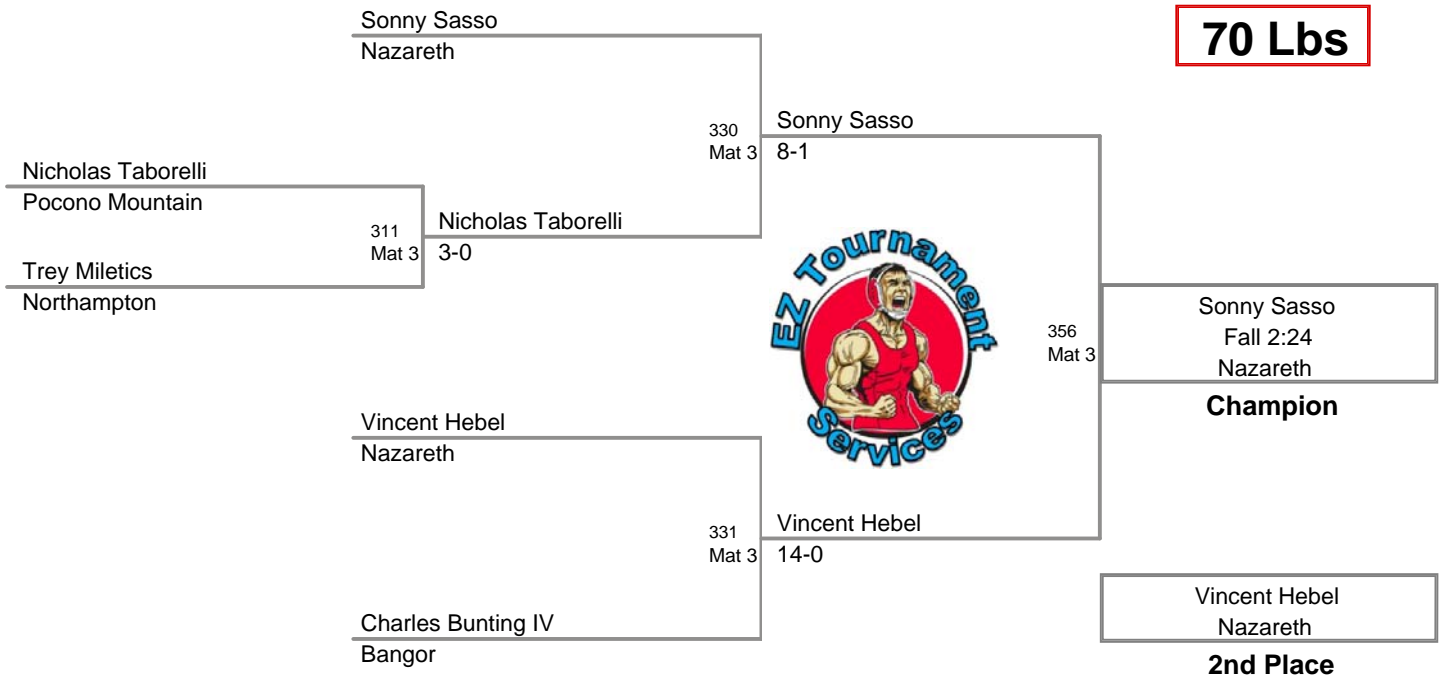 70 Lbs
Sonny Sasso
Nazareth
330
Mat 3
Sonny Sasso
8-1
Nicholas Taborelli
Pocono Mountain
311
Mat 3
Nicholas Taborelli
3-0
Trey Miletics
Northampton
EZ Tournament
Services
356
Mat 3
Sonny Sasso
Fall 2:24
Nazareth
Champion
Vincent Hebel
Nazareth
331
Mat 3
Vincent Hebel
14-0
Charles Bunting IV
Bangor
Vincent Hebel
Nazareth
2nd Place